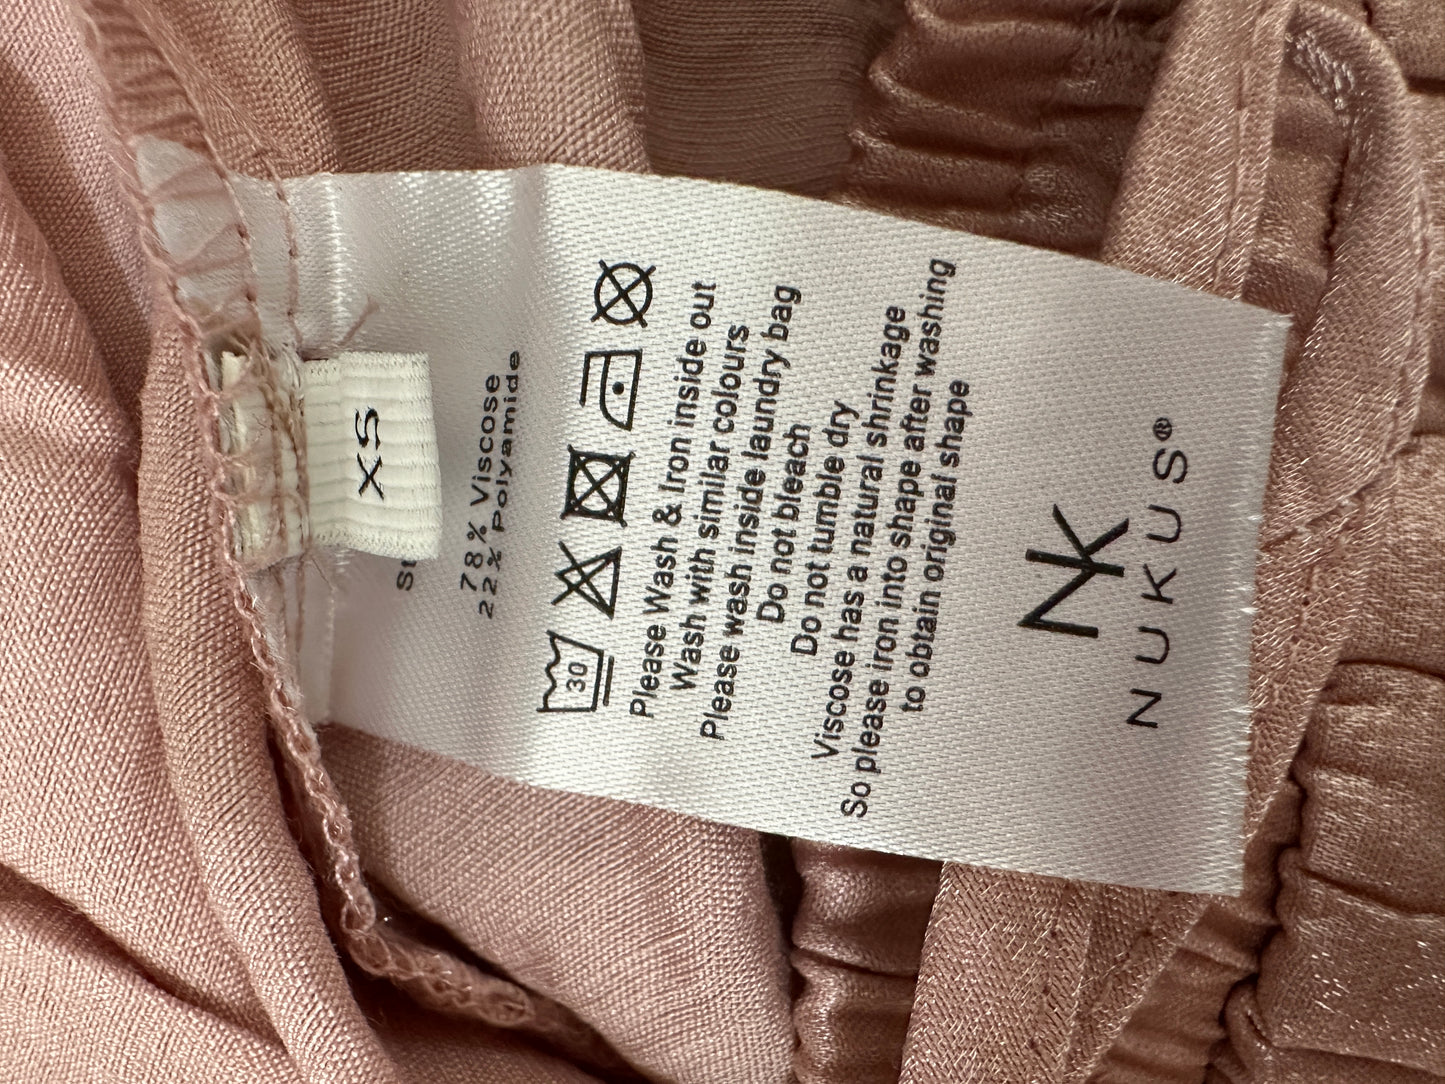 XS
78% Viscose
22% Polyamide
30
Please Wash & Iron inside out
Wash with similar colours
Please wash inside laundry bag
Do not bleach
Do not tumble dry
Viscose has a natural shrinkage
So please iron into shape after washing
to obtain original shape
NK
NUKUS®